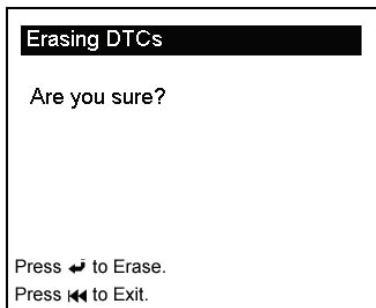 Erasing DTCs
Are you sure?
Press ↵ to Erase.
Press ⏮ to Exit.